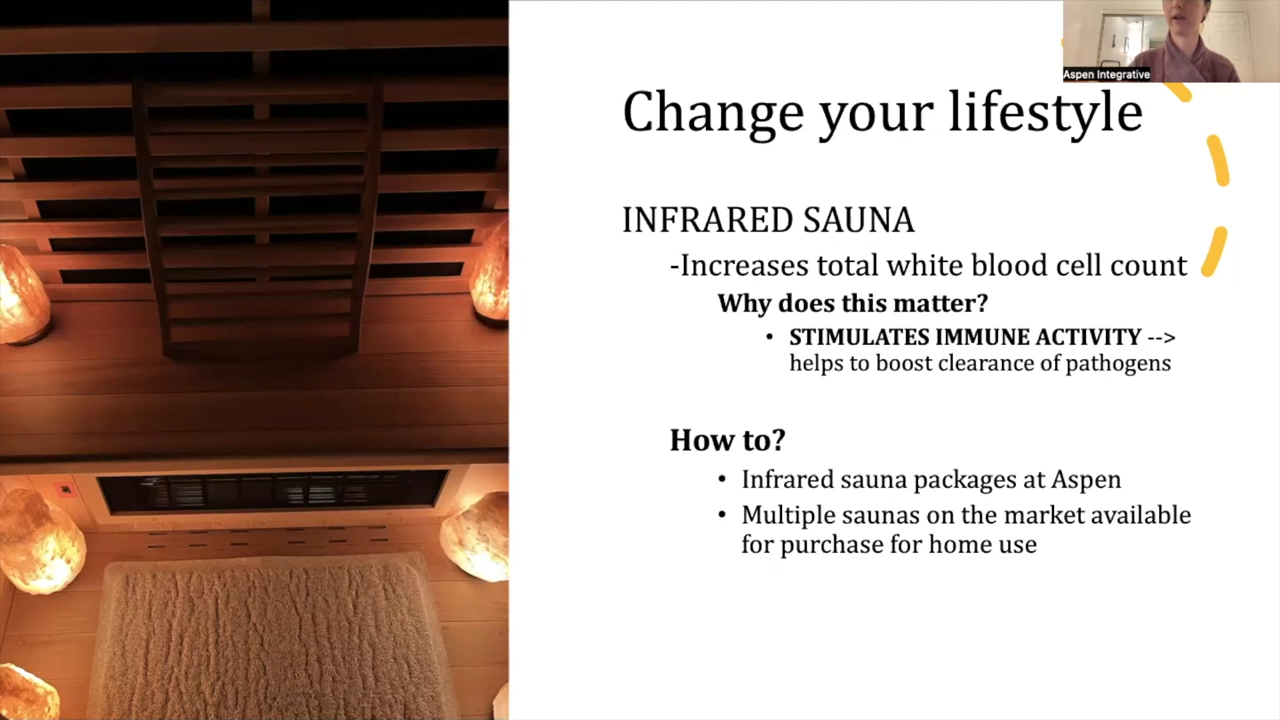 Aspen Integrative
Change your lifestyle
INFRARED SAUNA
-Increases total white blood cell count
Why does this matter?
• STIMULATES IMMUNE ACTIVITY -->
helps to boost clearance of pathogens
How to?
• Infrared sauna packages at Aspen
• Multiple saunas on the market available
for purchase for home use